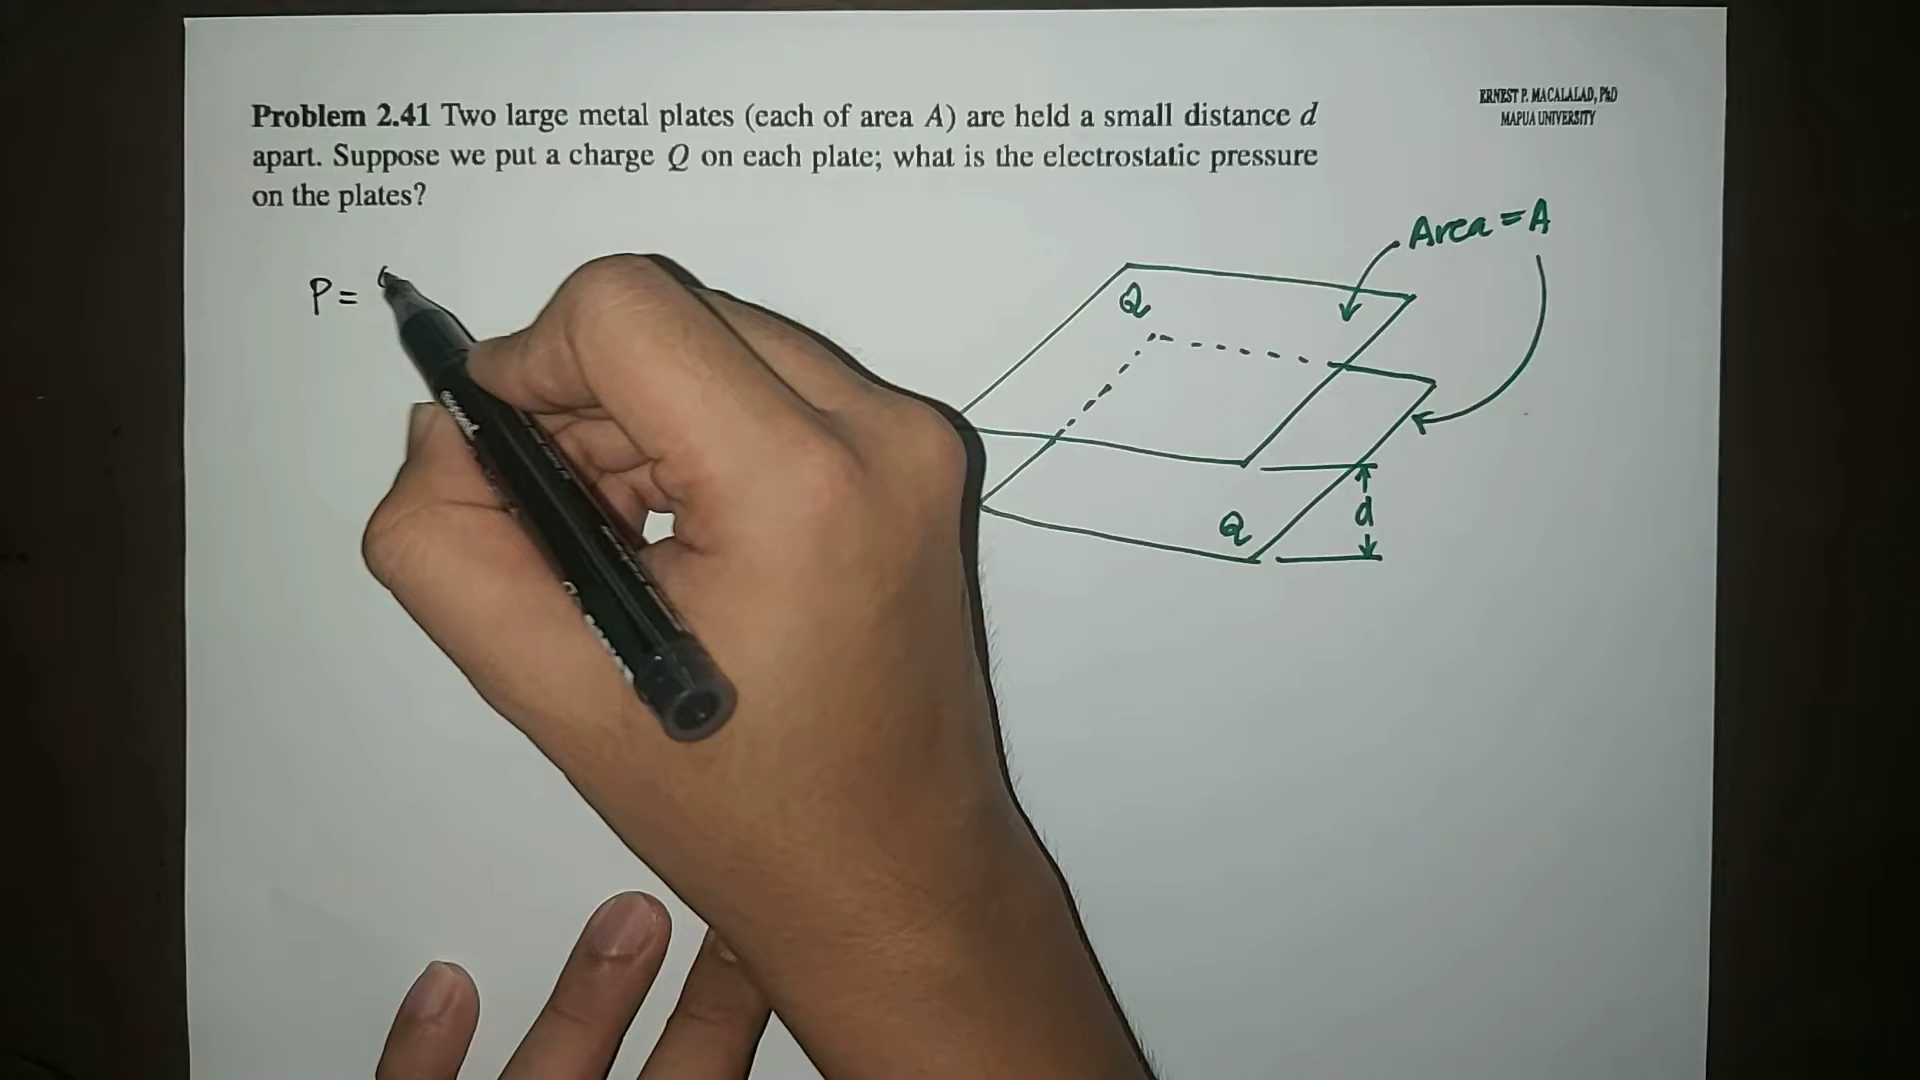 Problem 2.41 Two large metal plates (each of area A) are held a small distance d
apart. Suppose we put a charge Q on each plate; what is the electrostatic pressure
on the plates?
ERNEST P. MACALALAD, PhD
MAPUA UNIVERSITY
Area = A
P =
Q
Q
d